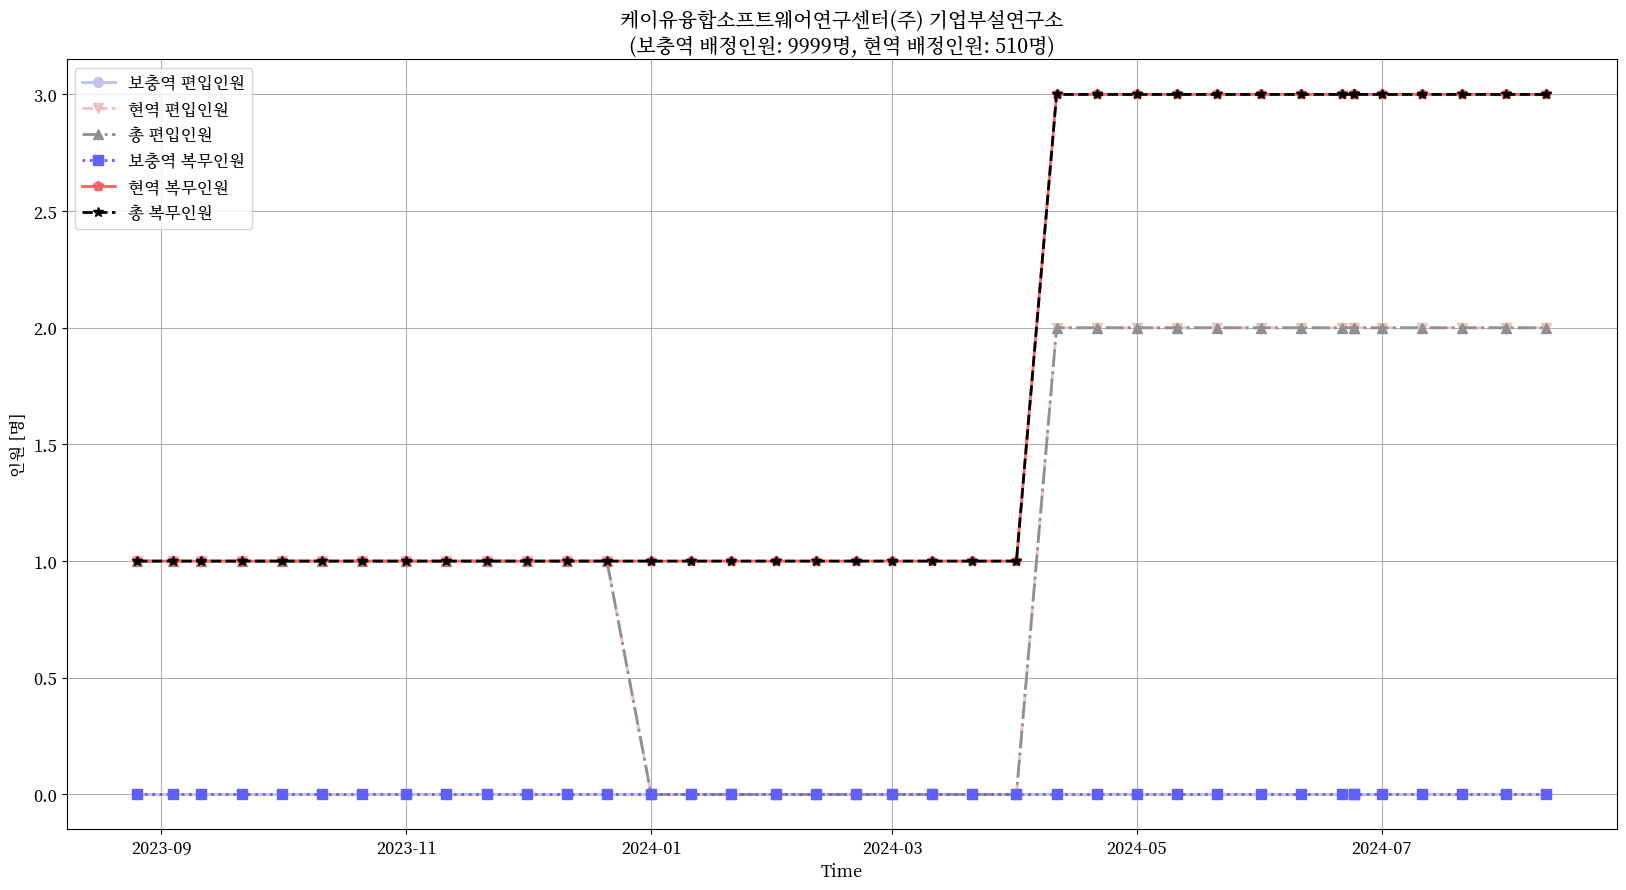 케이유융합소프트웨어연구센터(주) 기업부설연구소
(보충역 배정인원: 9999명, 현역 배정인원: 510명)
보충역 편입인원
현역 편입인원
총 편입인원
보충역 복무인원
현역 복무인원
총 복무인원
3.0
2.5
2.0
1.5
1.0
0.5
0.0
인원 [명]
2023-09
2023-11
2024-01
2024-03
2024-05
2024-07
Time